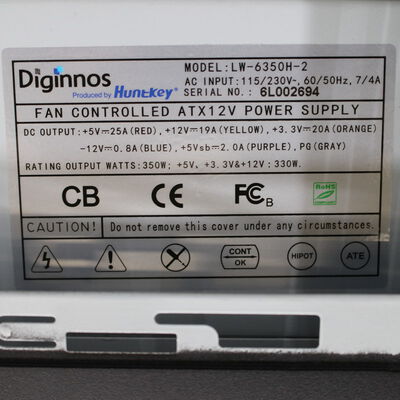 Diginnos
Produced by Huntkey
MODEL: LW-6350H-2
AC INPUT: 115/230V~, 60/50Hz, 7/4A
SERIAL NO.: 6L002694
FAN CONTROLLED ATX12V POWER SUPPLY
DC OUTPUT: +5V⎓25A(RED), +12V⎓19A(YELLOW), +3.3V⎓20A(ORANGE)
-12V⎓0.8A(BLUE), +5Vsb⎓2.0A(PURPLE), PG(GRAY)
RATING OUTPUT WATTS: 350W; +5V、+3.3V&+12V: 330W.
CB CE FC B RoHS
CAUTION! Do not remove this cover under any circumstances.
CONT OK HIPOT ATE